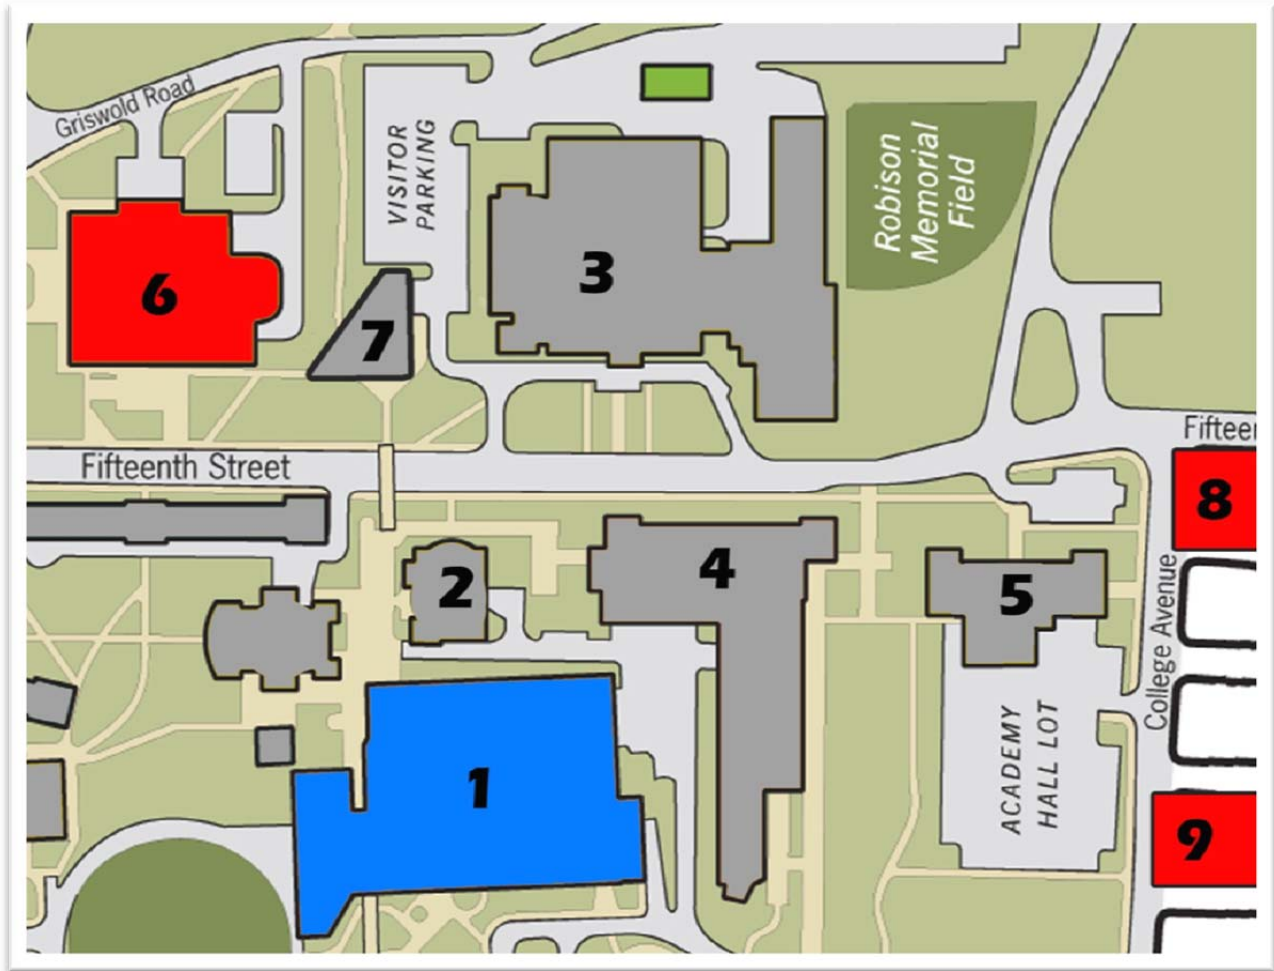 Griswold Road
VISITOR
PARKING
Robison
Memorial
Field
6
3
7
Fifteenth Street
Fifteer
8
2
4
5
College Avenue
1
ACADEMY
HALL LOT
9